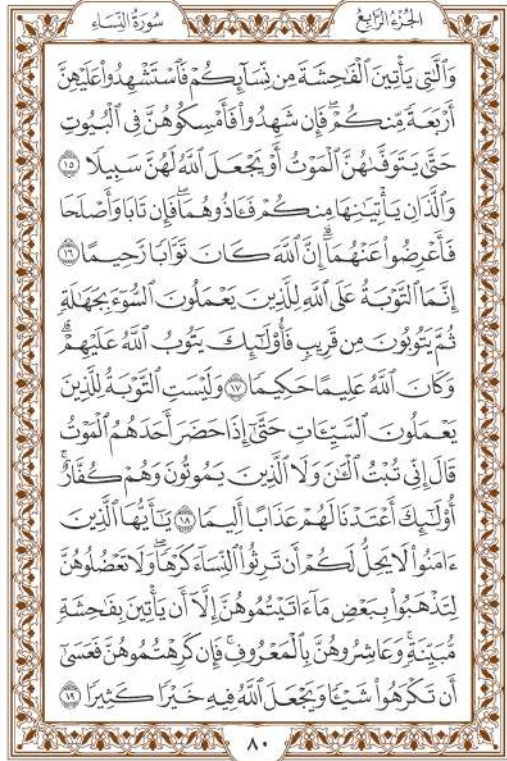 الجُزْءُ الرَّابِعُ
سُورَةُ النِّسَاءِ
وَٱلَّٰتِي يَأْتِينَ ٱلْفَٰحِشَةَ مِن نِّسَآئِكُمْ فَٱسْتَشْهِدُوا۟ عَلَيْهِنَّ
أَرْبَعَةً مِّنكُمْ ۖ فَإِن شَهِدُوا۟ فَأَمْسِكُوهُنَّ فِى ٱلْبُيُوتِ
حَتَّىٰ يَتَوَفَّىٰهُنَّ ٱلْمَوْتُ أَوْ يَجْعَلَ ٱللَّهُ لَهُنَّ سَبِيلًا ١٥
وَٱلَّذَانِ يَأْتِيَٰنِهَا مِنكُمْ فَـَٔاذُوهُمَا ۖ فَإِن تَابَا وَأَصْلَحَا
فَأَعْرِضُوا۟ عَنْهُمَآ ۗ إِنَّ ٱللَّهَ كَانَ تَوَّابًا رَّحِيمًا ١٦
إِنَّمَا ٱلتَّوْبَةُ عَلَى ٱللَّهِ لِلَّذِينَ يَعْمَلُونَ ٱلسُّوٓءَ بِجَهَٰلَةٍ
ثُمَّ يَتُوبُونَ مِن قَرِيبٍ فَأُو۟لَٰٓئِكَ يَتُوبُ ٱللَّهُ عَلَيْهِمْ ۗ
وَكَانَ ٱللَّهُ عَلِيمًا حَكِيمًا ١٧ وَلَيْسَتِ ٱلتَّوْبَةُ لِلَّذِينَ
يَعْمَلُونَ ٱلسَّيِّـَٔاتِ حَتَّىٰٓ إِذَا حَضَرَ أَحَدَهُمُ ٱلْمَوْتُ
قَالَ إِنِّى تُبْتُ ٱلْـَٰٔنَ وَلَا ٱلَّذِينَ يَمُوتُونَ وَهُمْ كُفَّارٌ ۚ
أُو۟لَٰٓئِكَ أَعْتَدْنَا لَهُمْ عَذَابًا أَلِيمًا ١٨ يَٰٓأَيُّهَا ٱلَّذِينَ
ءَامَنُوا۟ لَا يَحِلُّ لَكُمْ أَن تَرِثُوا۟ ٱلنِّسَآءَ كَرْهًا ۖ وَلَا تَعْضُلُوهُنَّ
لِتَذْهَبُوا۟ بِبَعْضِ مَآ ءَاتَيْتُمُوهُنَّ إِلَّآ أَن يَأْتِينَ بِفَٰحِشَةٍ
مُّبَيِّنَةٍ ۚ وَعَاشِرُوهُنَّ بِٱلْمَعْرُوفِ ۚ فَإِن كَرِهْتُمُوهُنَّ فَعَسَىٰٓ
أَن تَكْرَهُوا۟ شَيْـًٔا وَيَجْعَلَ ٱللَّهُ فِيهِ خَيْرًا كَثِيرًا ١٩
٨٠